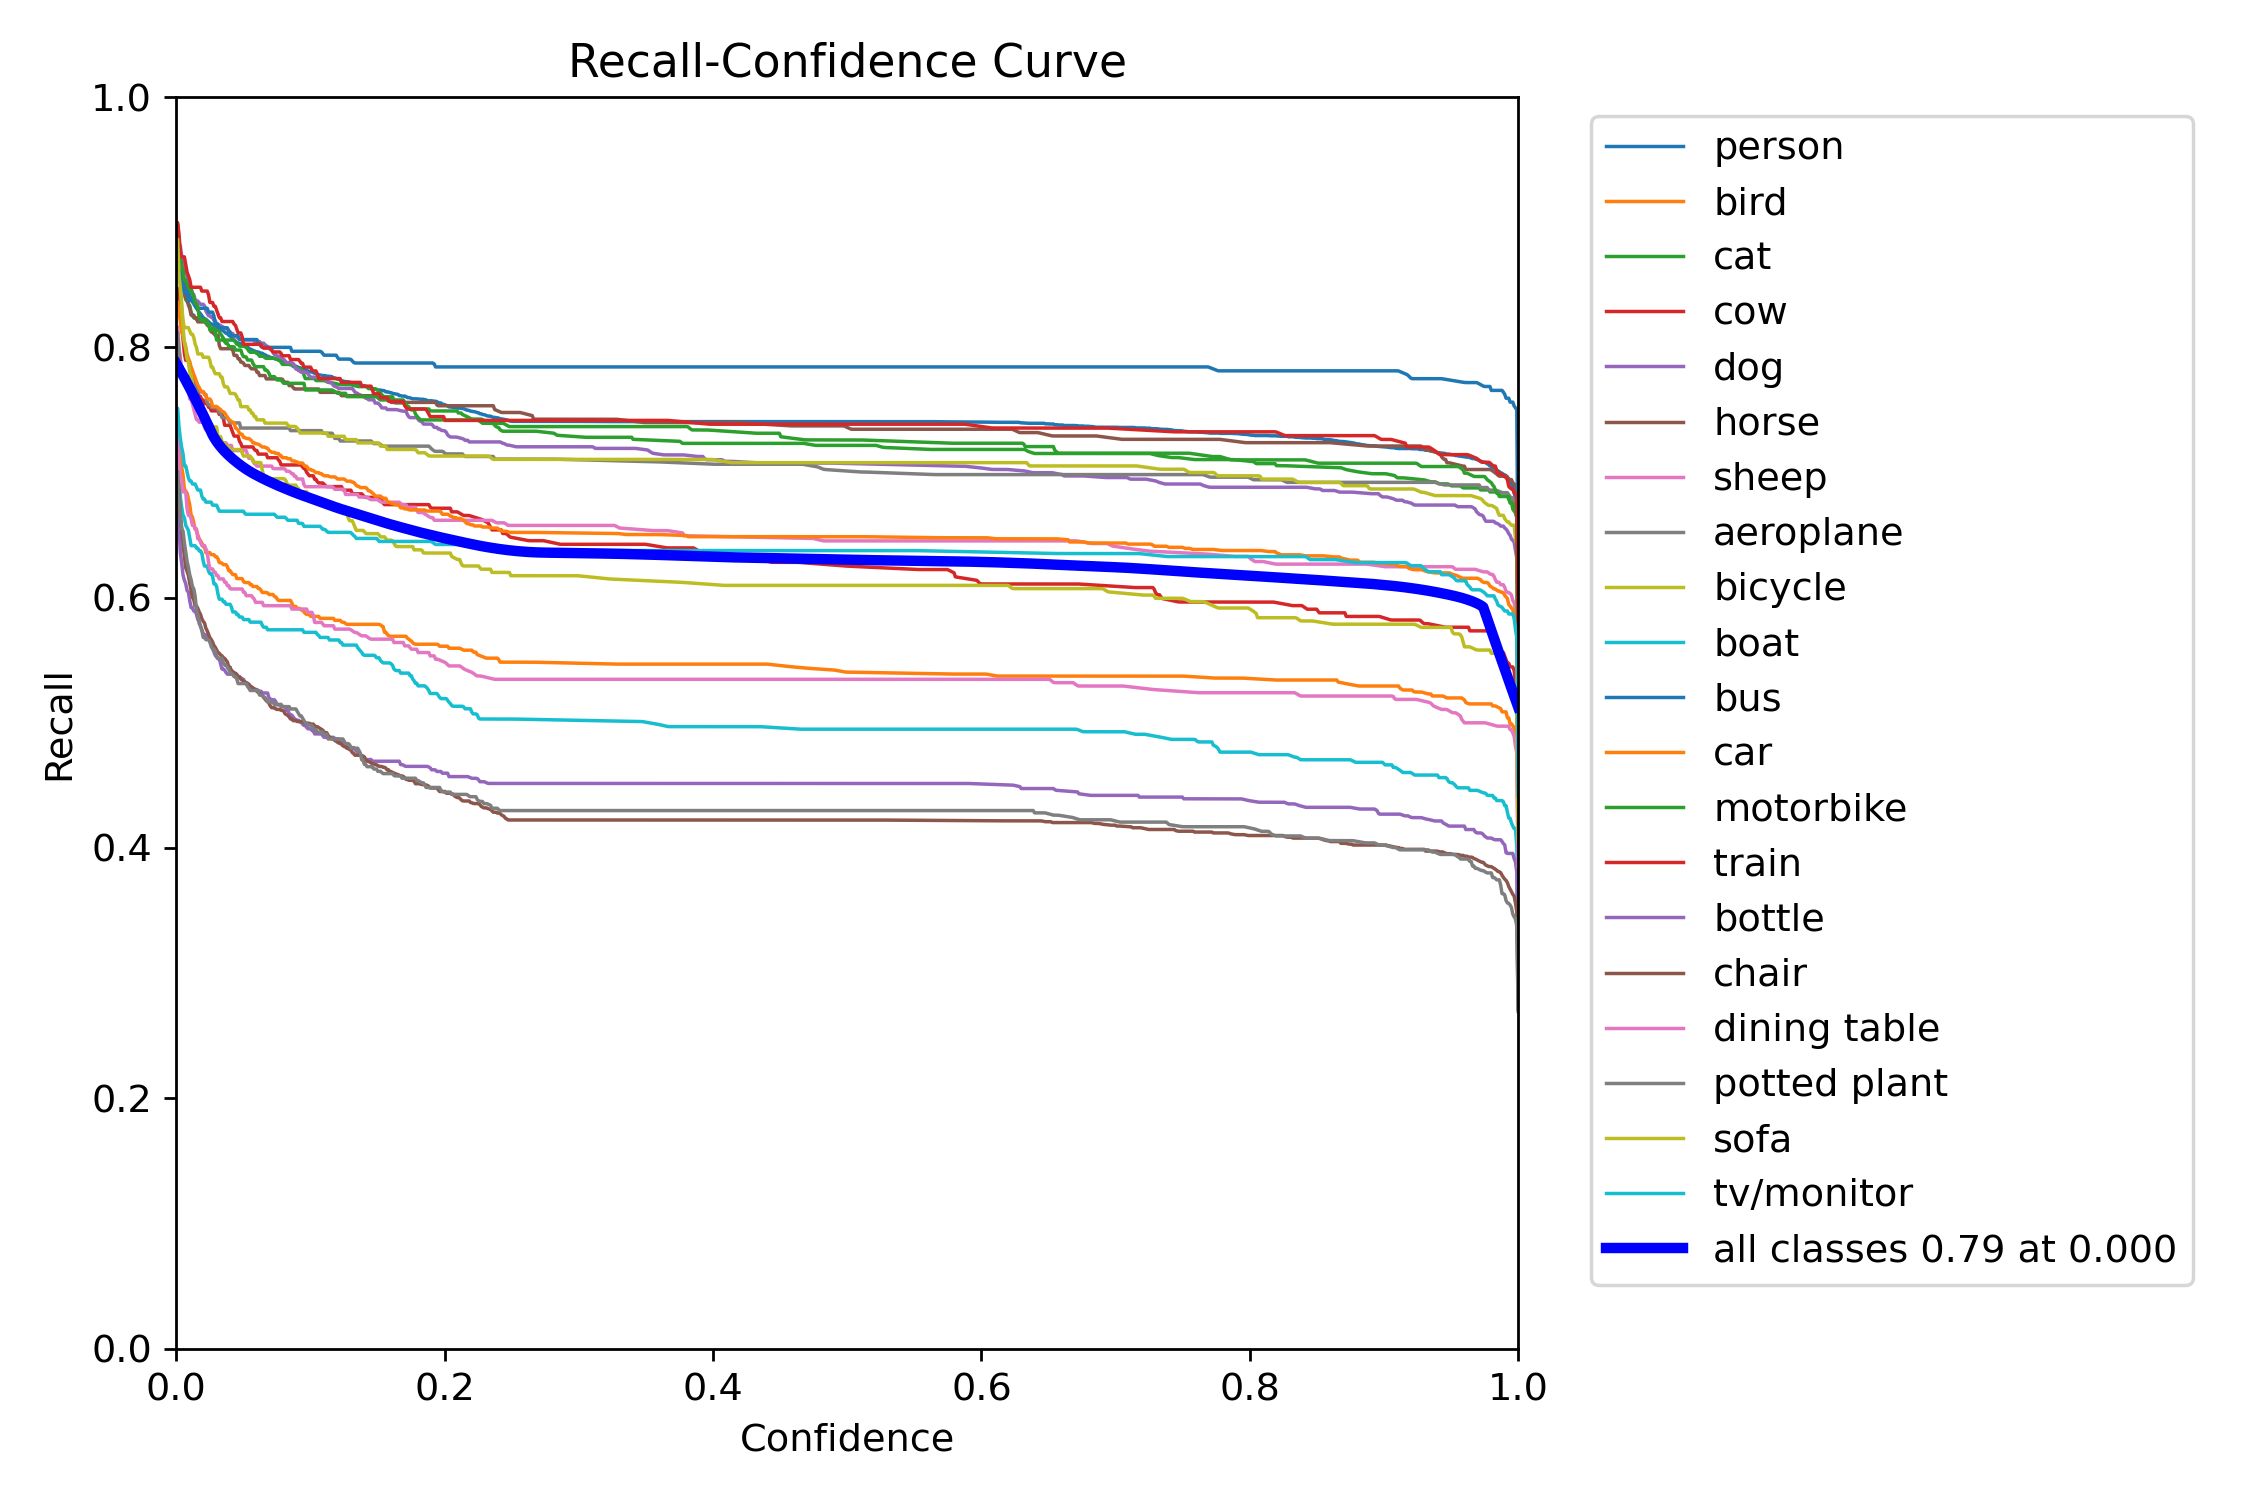 Recall-Confidence Curve
1.0
0.8
0.6
0.4
0.2
0.0
Recall
0.0 0.2 0.4 0.6 0.8 1.0
Confidence
person
bird
cat
cow
dog
horse
sheep
aeroplane
bicycle
boat
bus
car
motorbike
train
bottle
chair
dining table
potted plant
sofa
tv/monitor
all classes 0.79 at 0.000